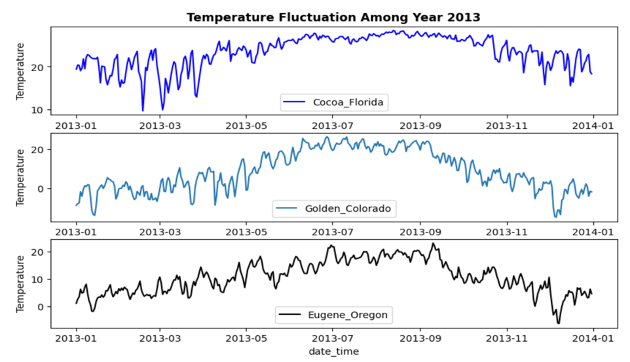 Temperature Fluctuation Among Year 2013
Temperature
20
10
Cocoa_Florida
2013-01 2013-03 2013-05 2013-07 2013-09 2013-11 2014-01
Temperature
20
0
Golden_Colorado
2013-01 2013-03 2013-05 2013-07 2013-09 2013-11 2014-01
Temperature
20
10
0
Eugene_Oregon
2013-01 2013-03 2013-05 2013-07 2013-09 2013-11 2014-01
date_time